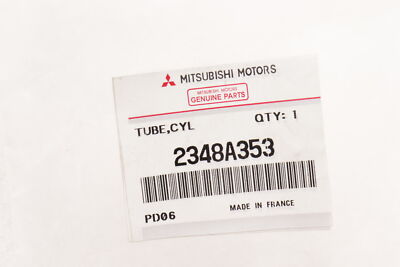 MITSUBISHI MOTORS
MITSUBISHI MOTORS
GENUINE PARTS
TUBE,CYL QTY: 1
2348A353
PD06 MADE IN FRANCE